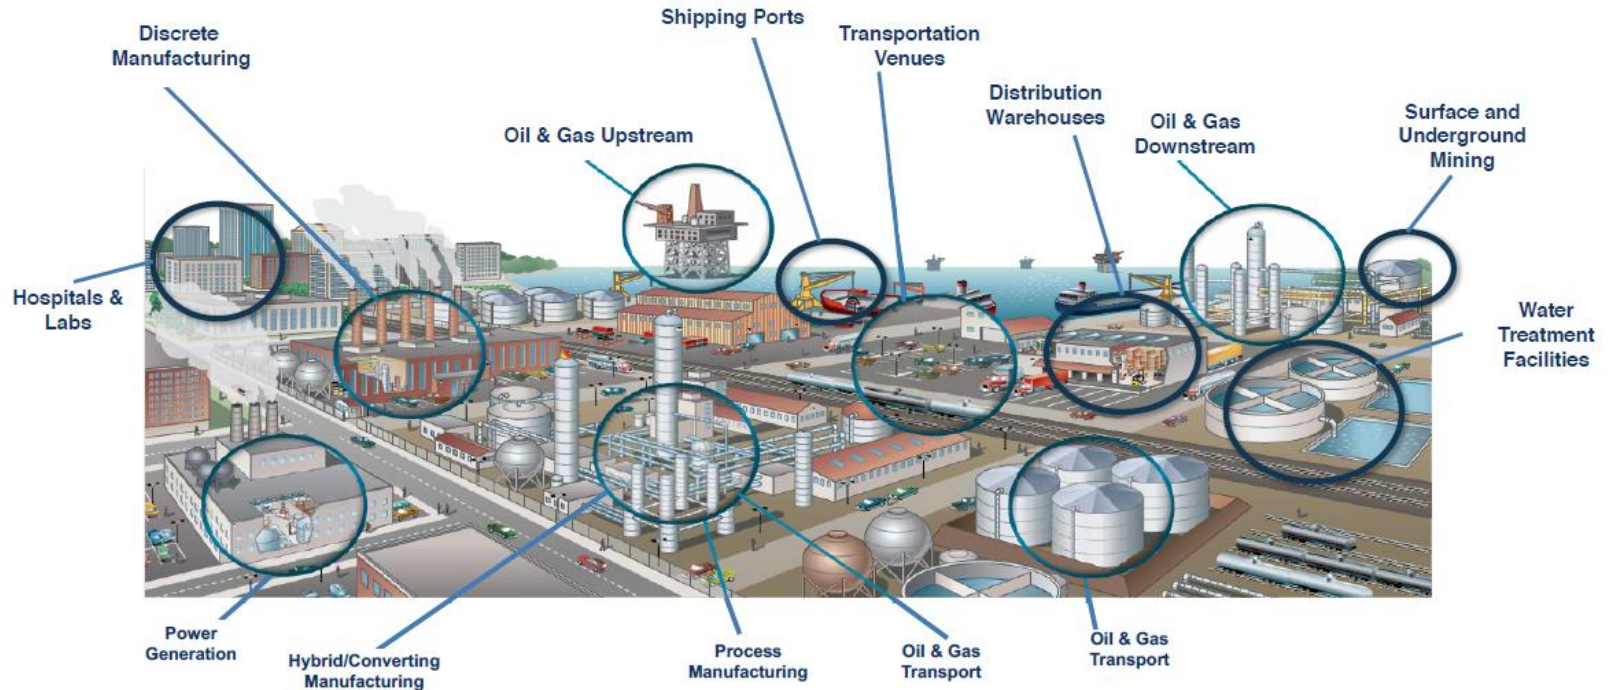 Shipping Ports
Discrete
Manufacturing
Transportation
Venues
Distribution
Warehouses
Oil & Gas
Downstream
Surface and
Underground
Mining
Oil & Gas Upstream
Hospitals &
Labs
Water
Treatment
Facilities
Power
Generation
Hybrid/Converting
Manufacturing
Process
Manufacturing
Oil & Gas
Transport
Oil & Gas
Transport